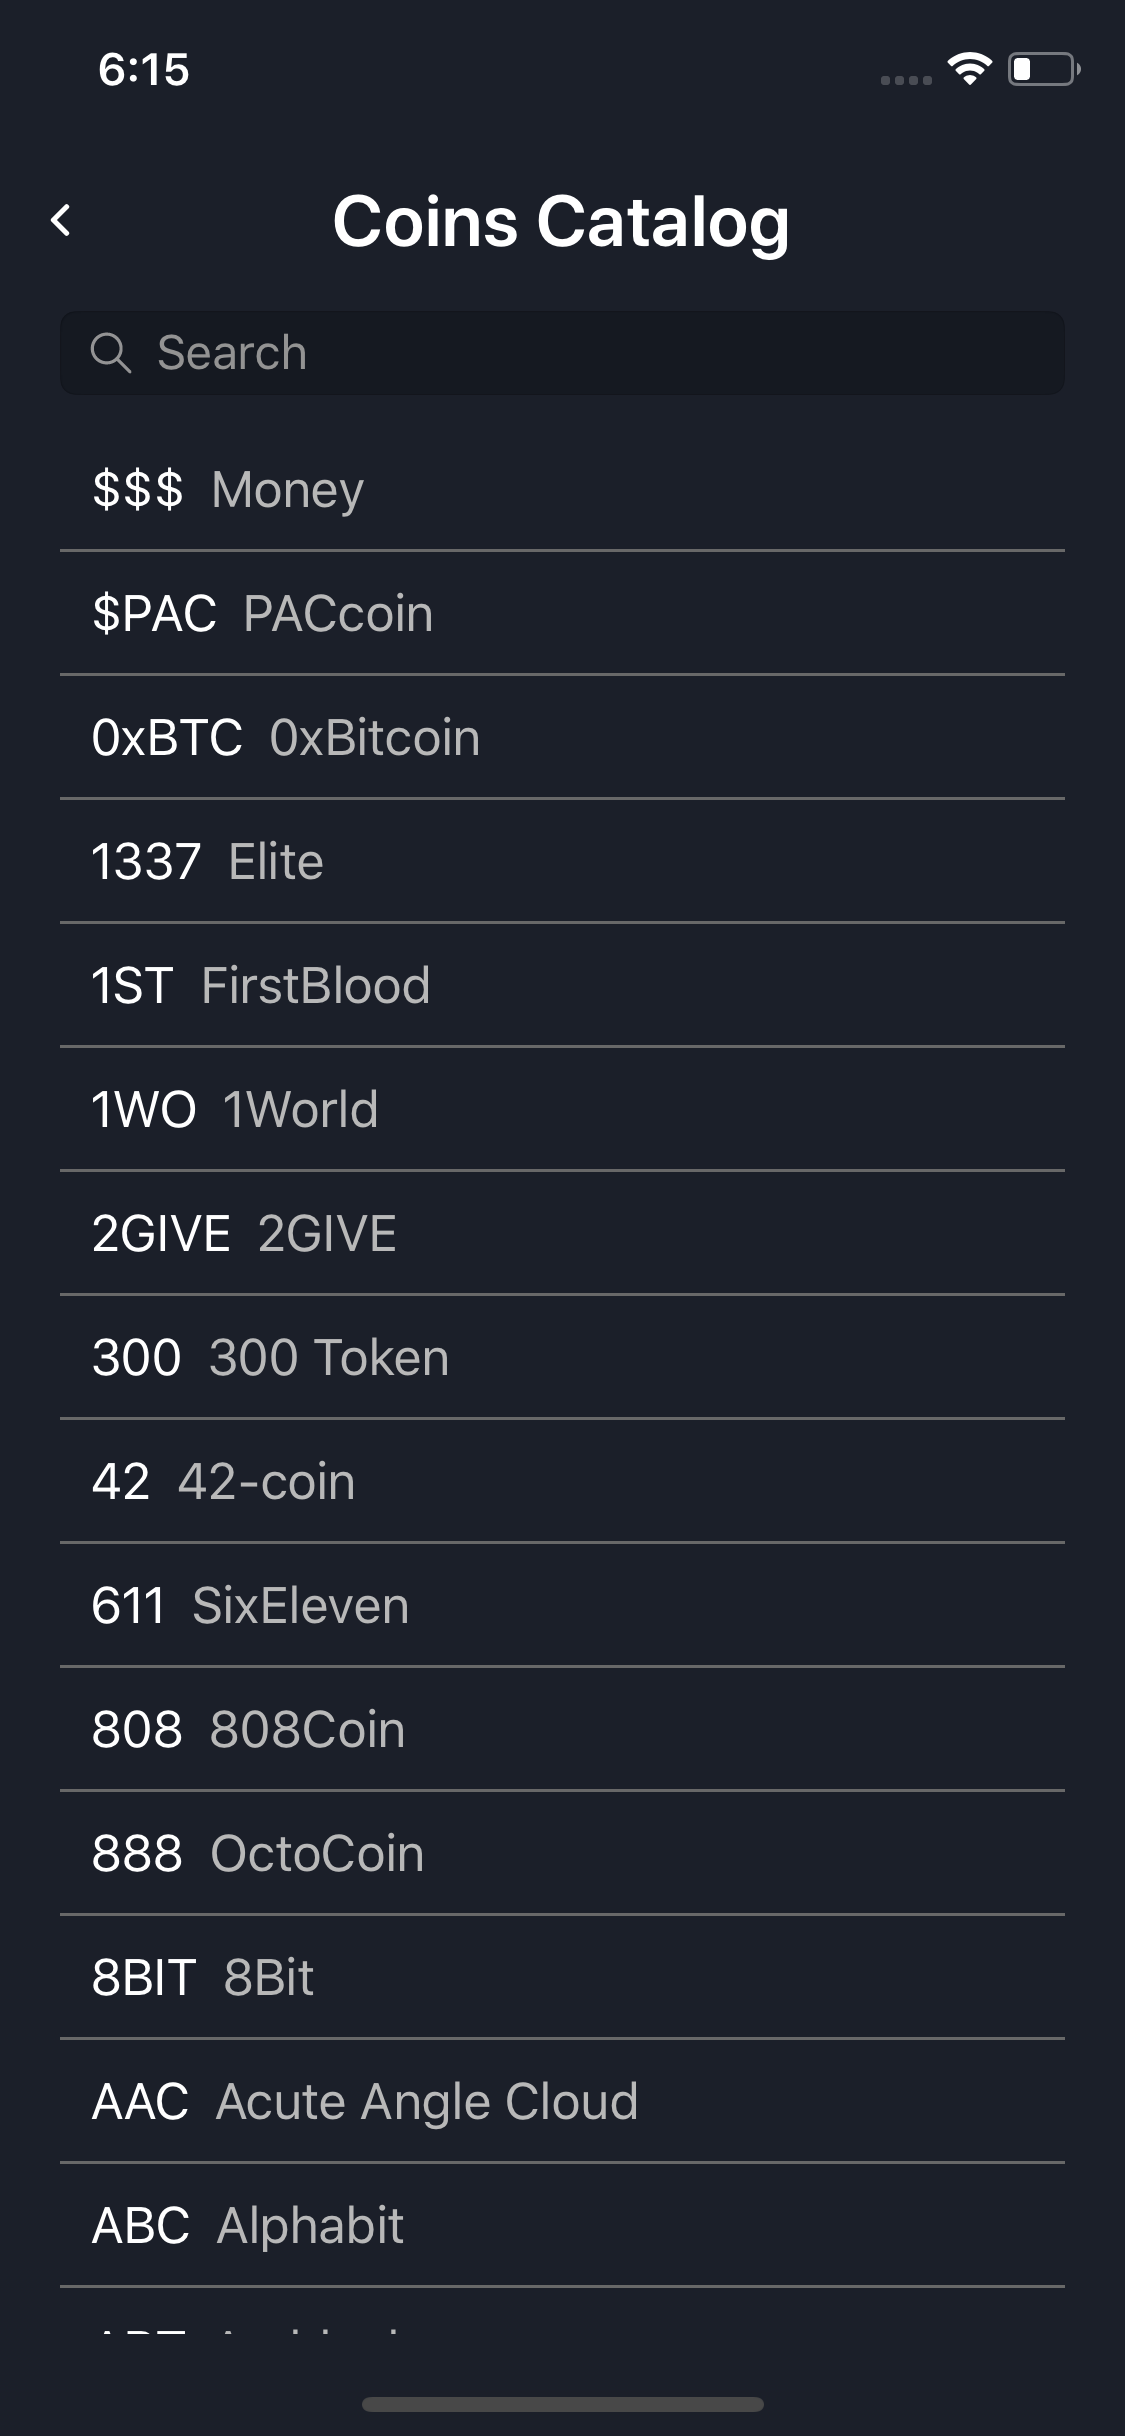 6:15
Coins Catalog
Search
$$$ Money
$PAC PACcoin
0xBTC 0xBitcoin
1337 Elite
1ST FirstBlood
1WO 1World
2GIVE 2GIVE
300 300 Token
42 42-coin
611 SixEleven
808 808Coin
888 OctoCoin
8BIT 8Bit
AAC Acute Angle Cloud
ABC Alphabit